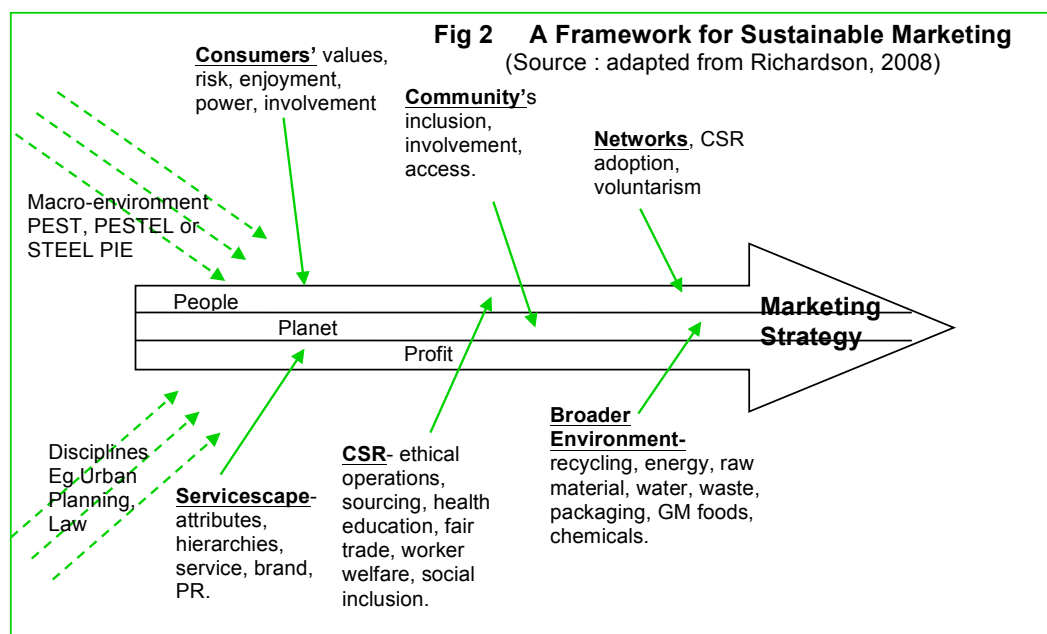 Fig 2 A Framework for Sustainable Marketing
(Source : adapted from Richardson, 2008)
Consumers’ values,
risk, enjoyment,
power, involvement
Community’s
inclusion,
involvement,
access.
Networks, CSR
adoption,
voluntarism
Macro-environment
PEST, PESTEL or
STEEL PIE
People
Planet
Profit
Marketing
Strategy
Disciplines
Eg Urban
Planning,
Law
Servicescape-
attributes,
hierarchies,
service, brand,
PR.
CSR- ethical
operations,
sourcing, health
education, fair
trade, worker
welfare, social
inclusion.
Broader
Environment-
recycling, energy, raw
material, water, waste,
packaging, GM foods,
chemicals.